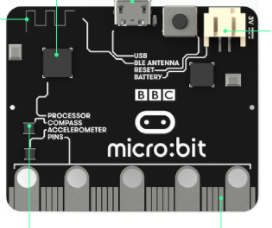 3V
USB
BLE ANTENNA
RESET
BATTERY
BBC
PROCESSOR
COMPASS
ACCELEROMETER
PINS
micro:bit